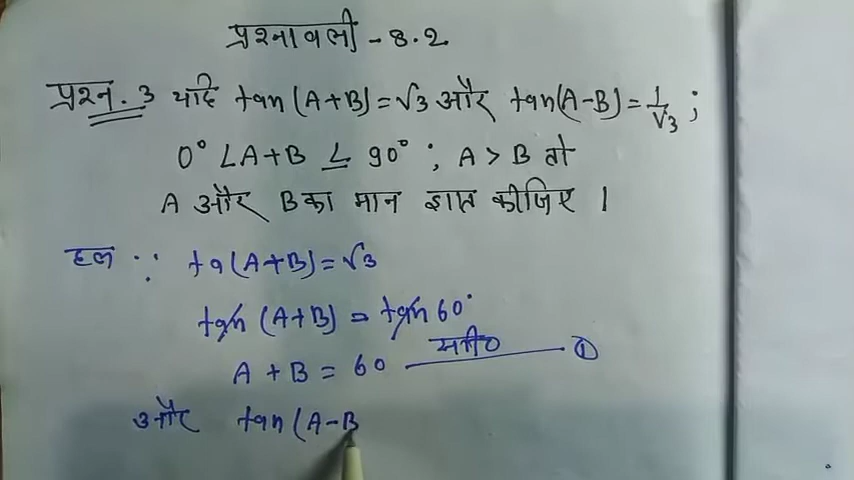 प्रश्नावली - 8.2
प्रश्न. 3 यदि tan (A+B) = √3 और tan(A-B) = 1/√3 ;
0° ∠ A+B ≤ 90° ; A > B तो
A और B का मान ज्ञात कीजिए ।
हल ∵ ta(A+B) = √3
tan (A+B) = tan 60°
A + B = 60 समी० ①
और tan (A-B